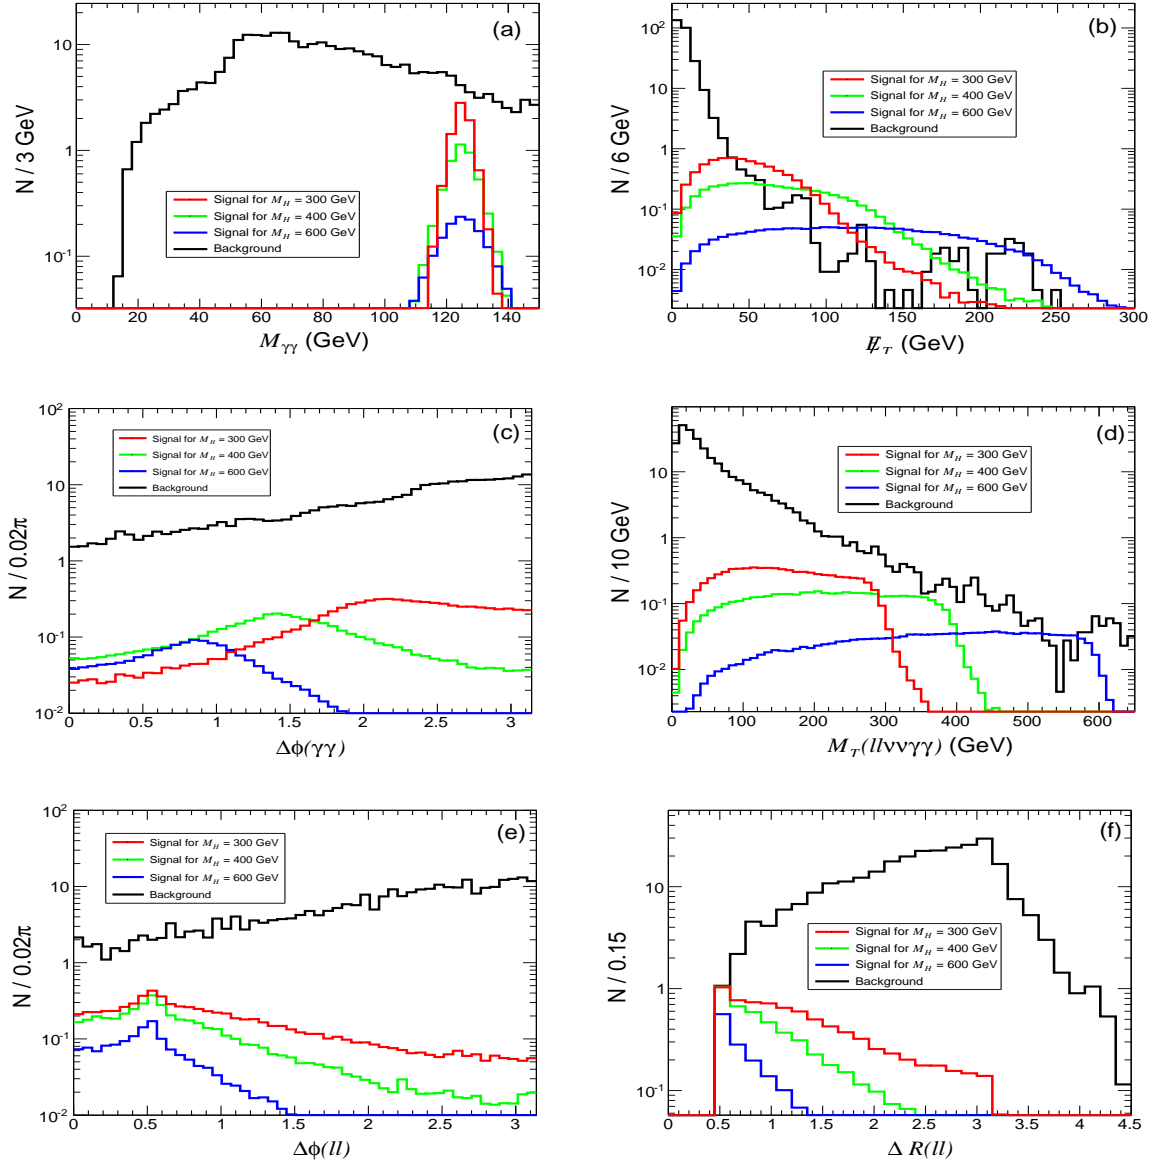 (a)
N / 3 GeV
10
1
10⁻¹
Signal for M_H = 300 GeV
Signal for M_H = 400 GeV
Signal for M_H = 600 GeV
Background
0 20 40 60 80 100 120 140
M_γγ (GeV)
(b)
N / 6 GeV
10²
10
1
10⁻¹
10⁻²
Signal for M_H = 300 GeV
Signal for M_H = 400 GeV
Signal for M_H = 600 GeV
Background
0 50 100 150 200 250 300
E̸_T (GeV)
(c)
N / 0.02π
10²
10
1
10⁻¹
10⁻²
Signal for M_H = 300 GeV
Signal for M_H = 400 GeV
Signal for M_H = 600 GeV
Background
0 0.5 1 1.5 2 2.5 3
Δϕ(γγ)
(d)
N / 10 GeV
10
1
10⁻¹
10⁻²
Signal for M_H = 300 GeV
Signal for M_H = 400 GeV
Signal for M_H = 600 GeV
Background
0 100 200 300 400 500 600
M_T(llννγγ) (GeV)
(e)
N / 0.02π
10²
10
1
10⁻¹
10⁻²
Signal for M_H = 300 GeV
Signal for M_H = 400 GeV
Signal for M_H = 600 GeV
Background
0 0.5 1 1.5 2 2.5 3
Δϕ(ll)
(f)
N / 0.15
10
1
10⁻¹
Signal for M_H = 300 GeV
Signal for M_H = 400 GeV
Signal for M_H = 600 GeV
Background
0 0.5 1 1.5 2 2.5 3 3.5 4 4.5
Δ R(ll)